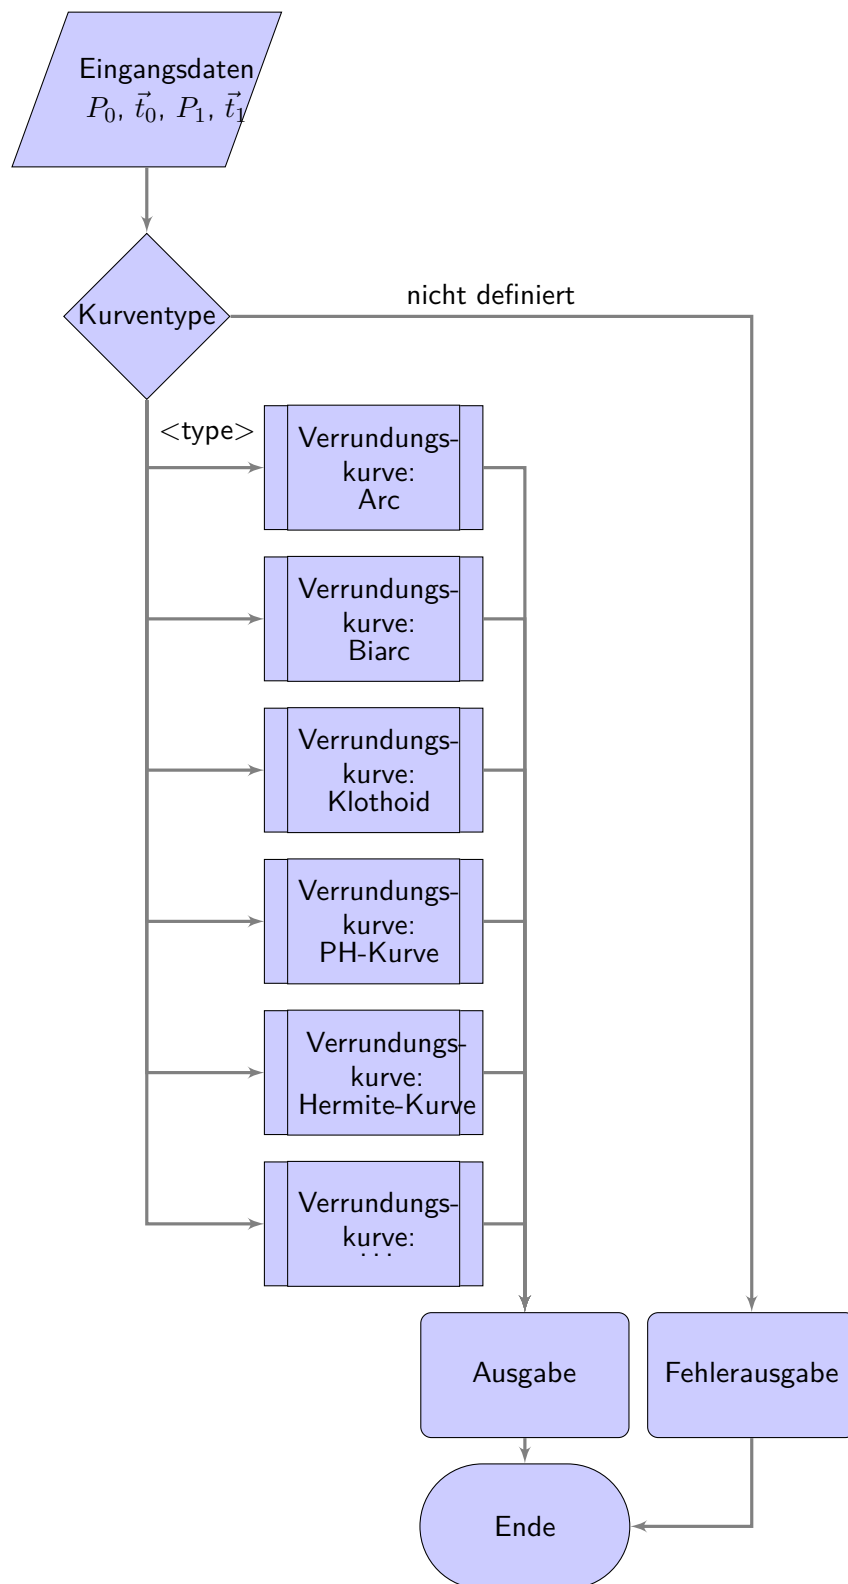 Eingangsdaten
P₀, t⃗₀, P₁, t⃗₁
Kurventype
nicht definiert
<type>
Verrundungs-
kurve:
Arc
Verrundungs-
kurve:
Biarc
Verrundungs-
kurve:
Klothoid
Verrundungs-
kurve:
PH-Kurve
Verrundungs-
kurve:
Hermite-Kurve
Verrundungs-
kurve:
...
Ausgabe
Fehlerausgabe
Ende